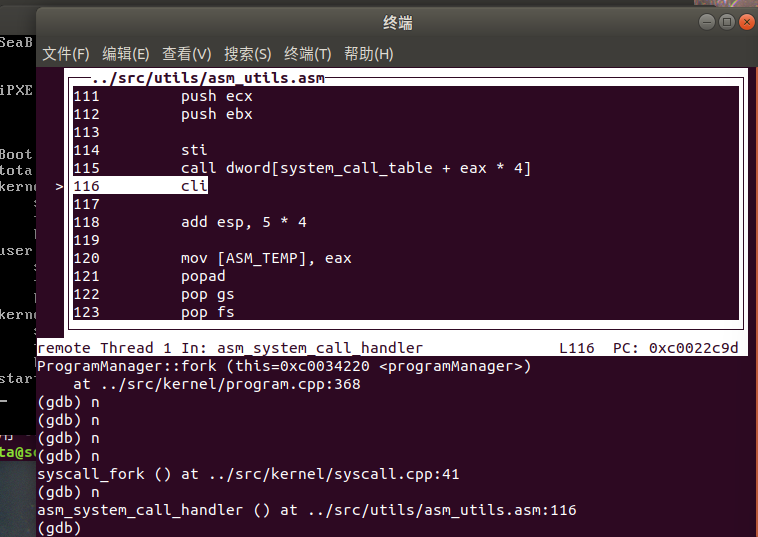 终端
文件(F) 编辑(E) 查看(V) 搜索(S) 终端(T) 帮助(H)
SeaB
iPXE
Boot
tota
kerne
user
kerne
star
ta@se
../src/utils/asm_utils.asm
111 push ecx
112 push ebx
113
114 sti
115 call dword[system_call_table + eax * 4]
> 116 cli
117
118 add esp, 5 * 4
119
120 mov [ASM_TEMP], eax
121 popad
122 pop gs
123 pop fs
remote Thread 1 In: asm_system_call_handler L116 PC: 0xc0022c9d
ProgramManager::fork (this=0xc0034220 <programManager>)
at ../src/kernel/program.cpp:368
(gdb) n
(gdb) n
(gdb) n
(gdb) n
syscall_fork () at ../src/kernel/syscall.cpp:41
(gdb) n
asm_system_call_handler () at ../src/utils/asm_utils.asm:116
(gdb)